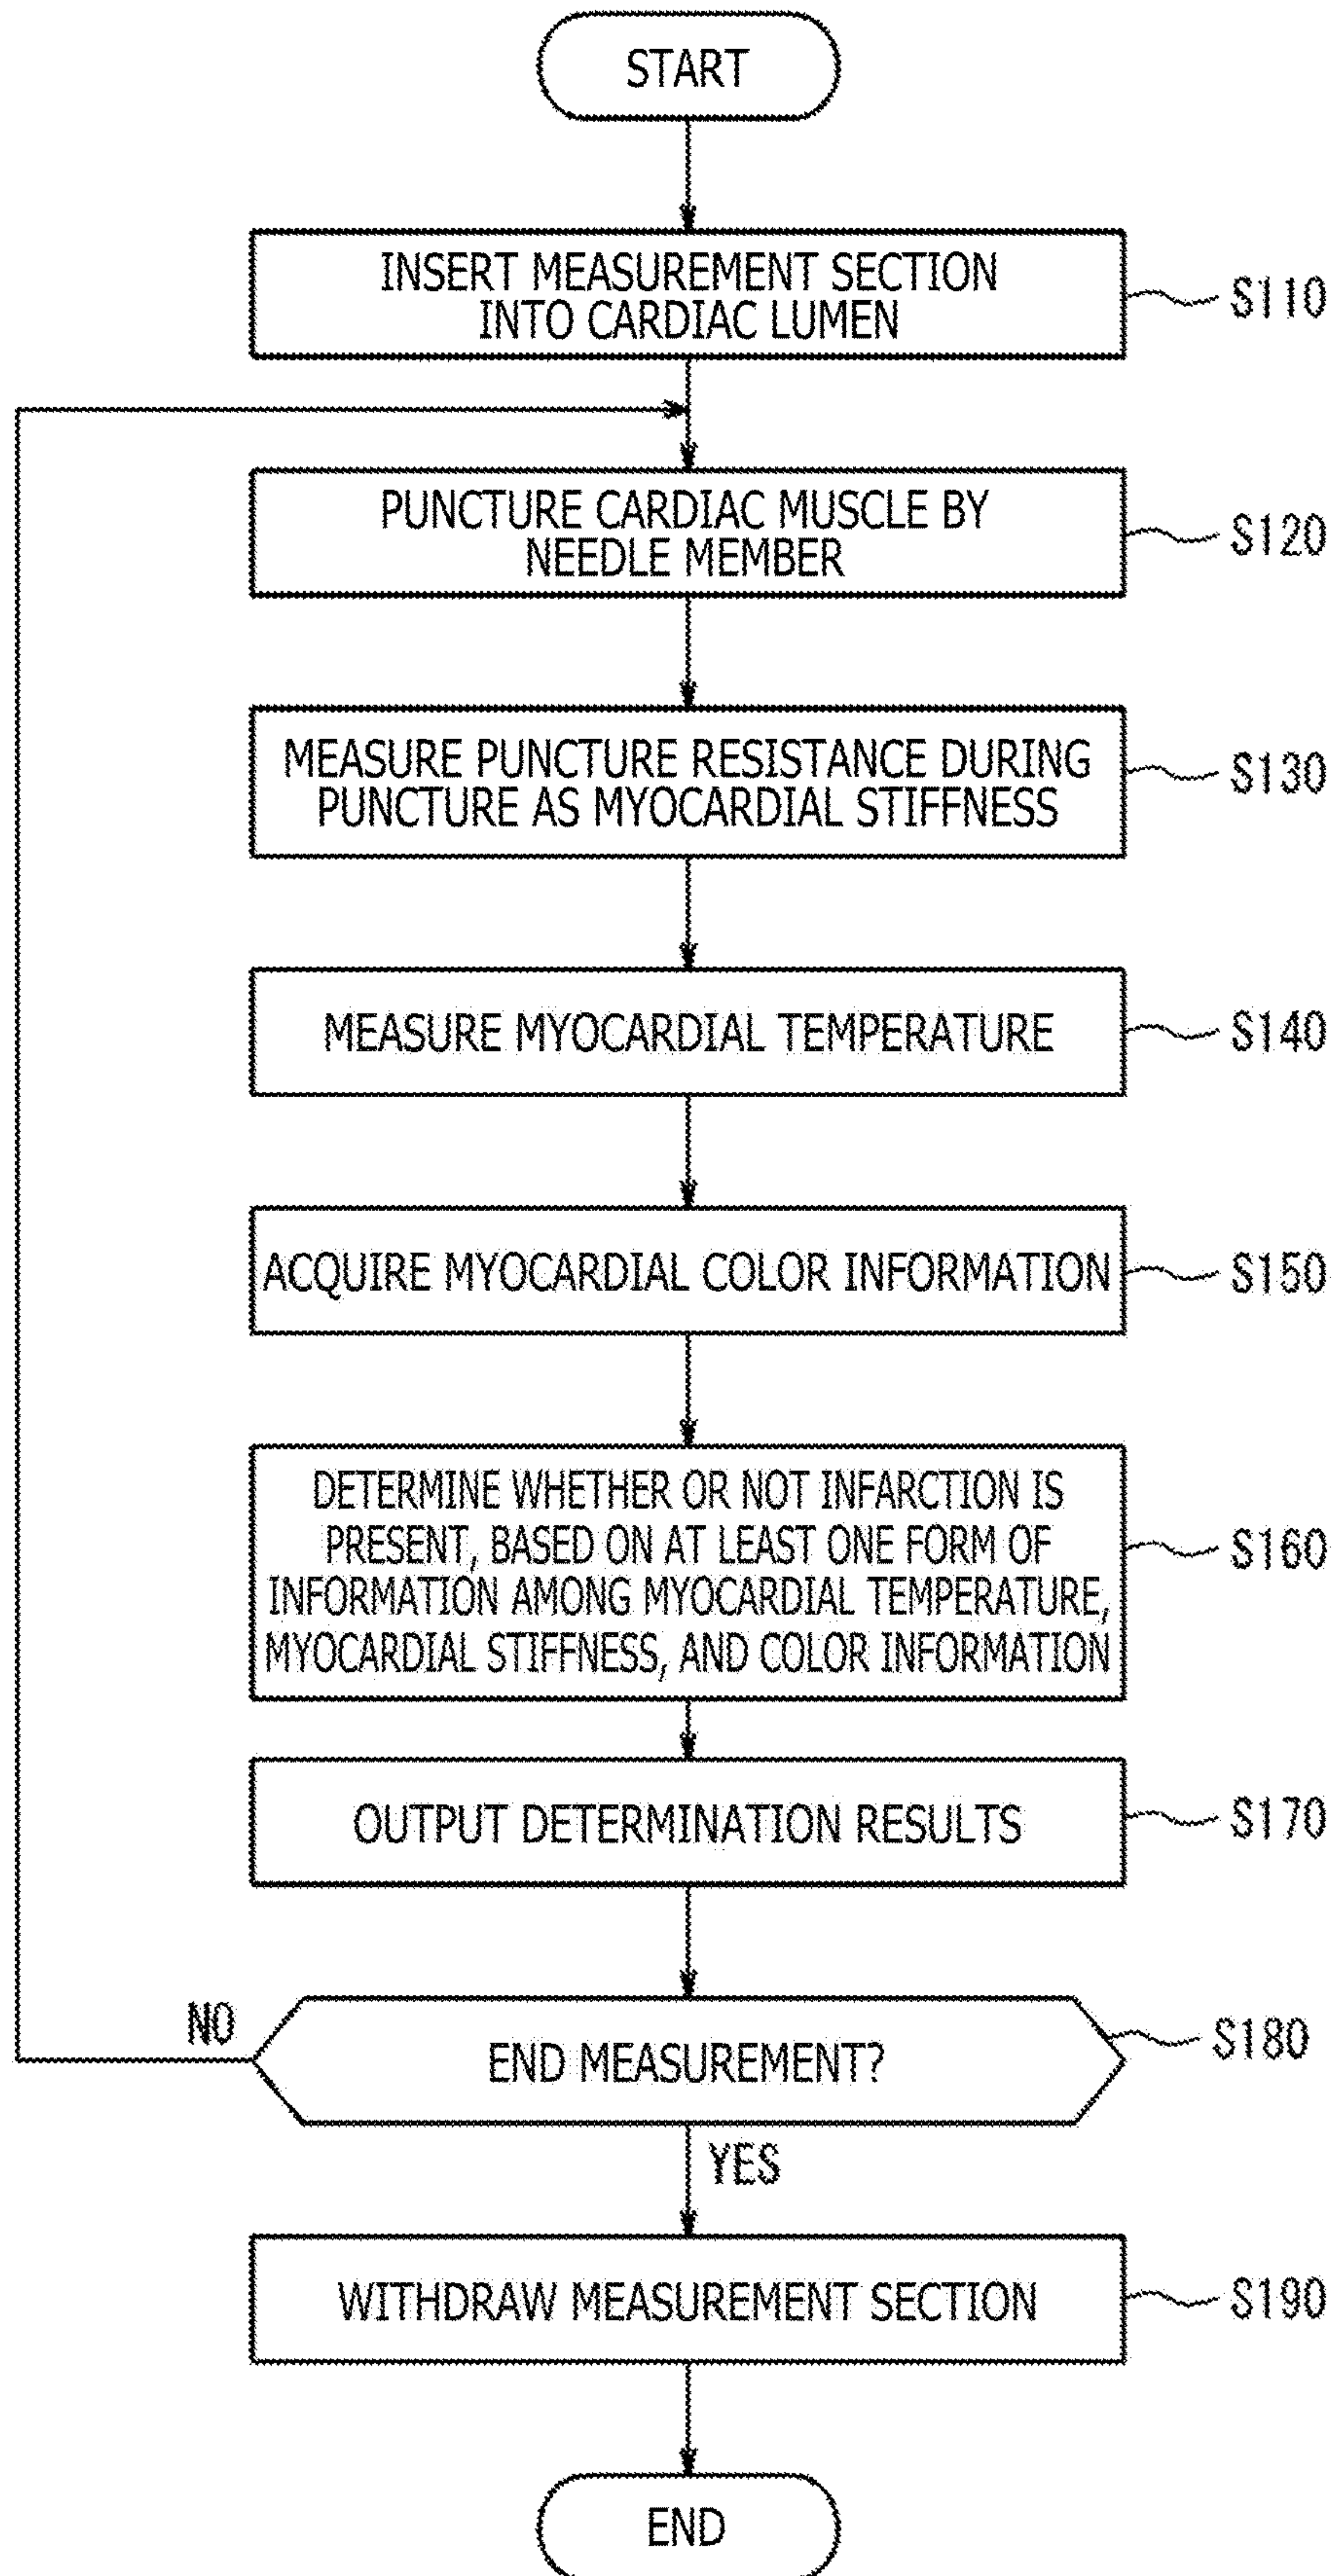 START
INSERT MEASUREMENT SECTION
INTO CARDIAC LUMEN
S110
PUNCTURE CARDIAC MUSCLE BY
NEEDLE MEMBER
S120
MEASURE PUNCTURE RESISTANCE DURING
PUNCTURE AS MYOCARDIAL STIFFNESS
S130
MEASURE MYOCARDIAL TEMPERATURE
S140
ACQUIRE MYOCARDIAL COLOR INFORMATION
S150
DETERMINE WHETHER OR NOT INFARCTION IS
PRESENT, BASED ON AT LEAST ONE FORM OF
INFORMATION AMONG MYOCARDIAL TEMPERATURE,
MYOCARDIAL STIFFNESS, AND COLOR INFORMATION
S160
OUTPUT DETERMINATION RESULTS
S170
NO
END MEASUREMENT?
S180
YES
WITHDRAW MEASUREMENT SECTION
S190
END